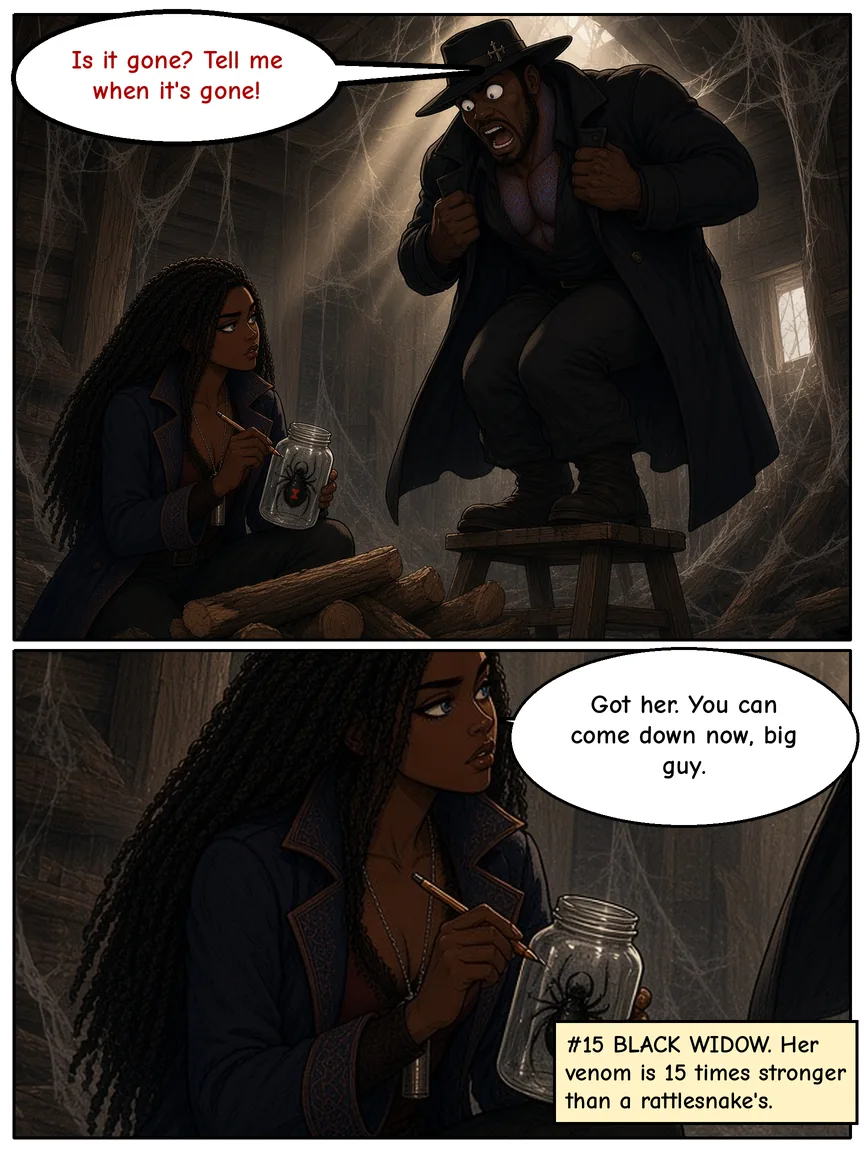 Is it gone? Tell me
when it's gone!
Got her. You can
come down now, big
guy.
#15 BLACK WIDOW. Her
venom is 15 times stronger
than a rattlesnake's.